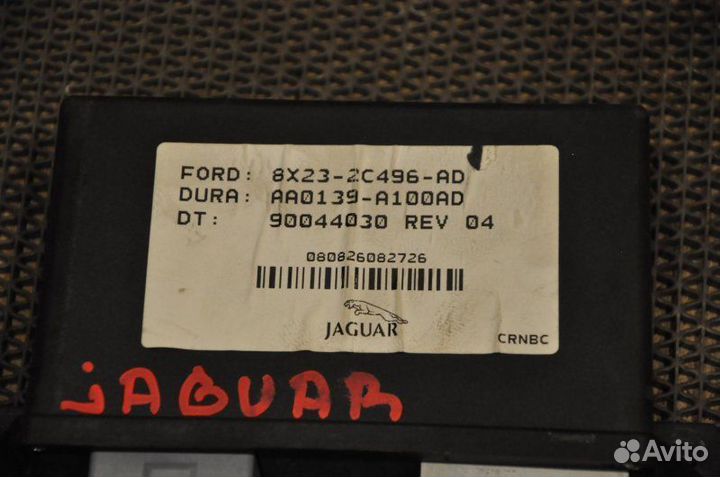 FORD: 8X23-2C496-AD
DURA: AA0139-A100AD
DT: 90044030 REV 04
080826082726
JAGUAR
CRNBC
jAGUAR
Avito